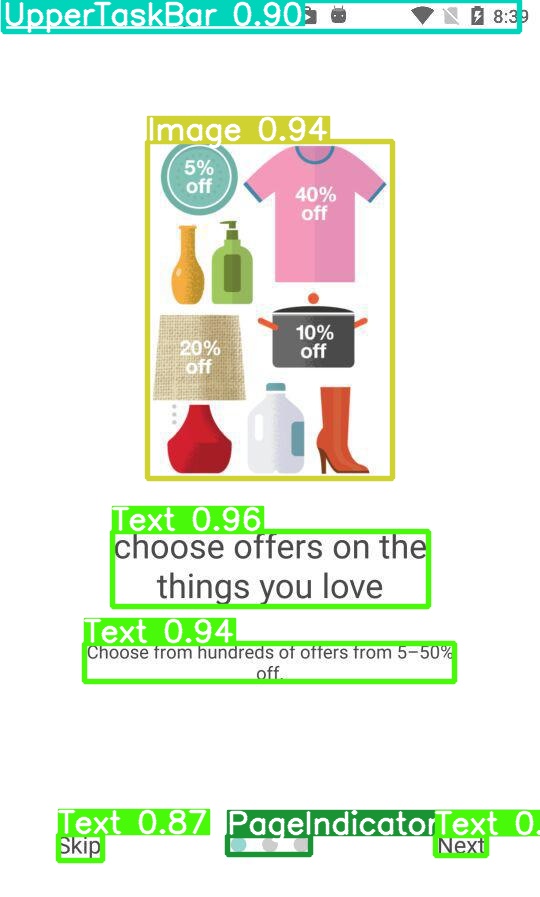 UpperTaskBar 0.90
8:39
Image 0.94
5%
off
40%
off
10%
off
20%
off
Text 0.96
choose offers on the
things you love
Text 0.94
Choose from hundreds of offers from 5–50%
off.
Text 0.87
PageIndicator
Text 0.
Skip
Next